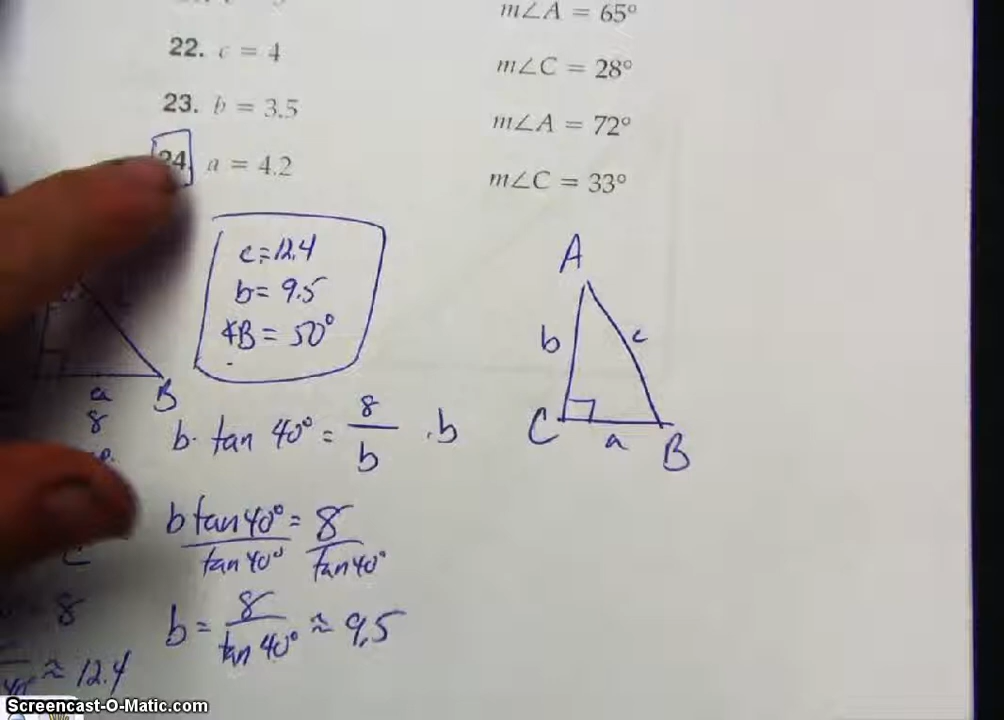 m∠A = 65°
22. c = 4
m∠C = 28°
23. b = 3.5
m∠A = 72°
24. a = 4.2
m∠C = 33°
c = 12.4
b = 9.5
∡B = 50°
A
b
c
C
a
B
a
8
B
b · tan 40° = 8/b · b
b tan 40° / tan 40° = 8 / tan 40°
C
8
b = 8 / tan 40° ≈ 9.5
≈ 12.4
Screencast-O-Matic.com